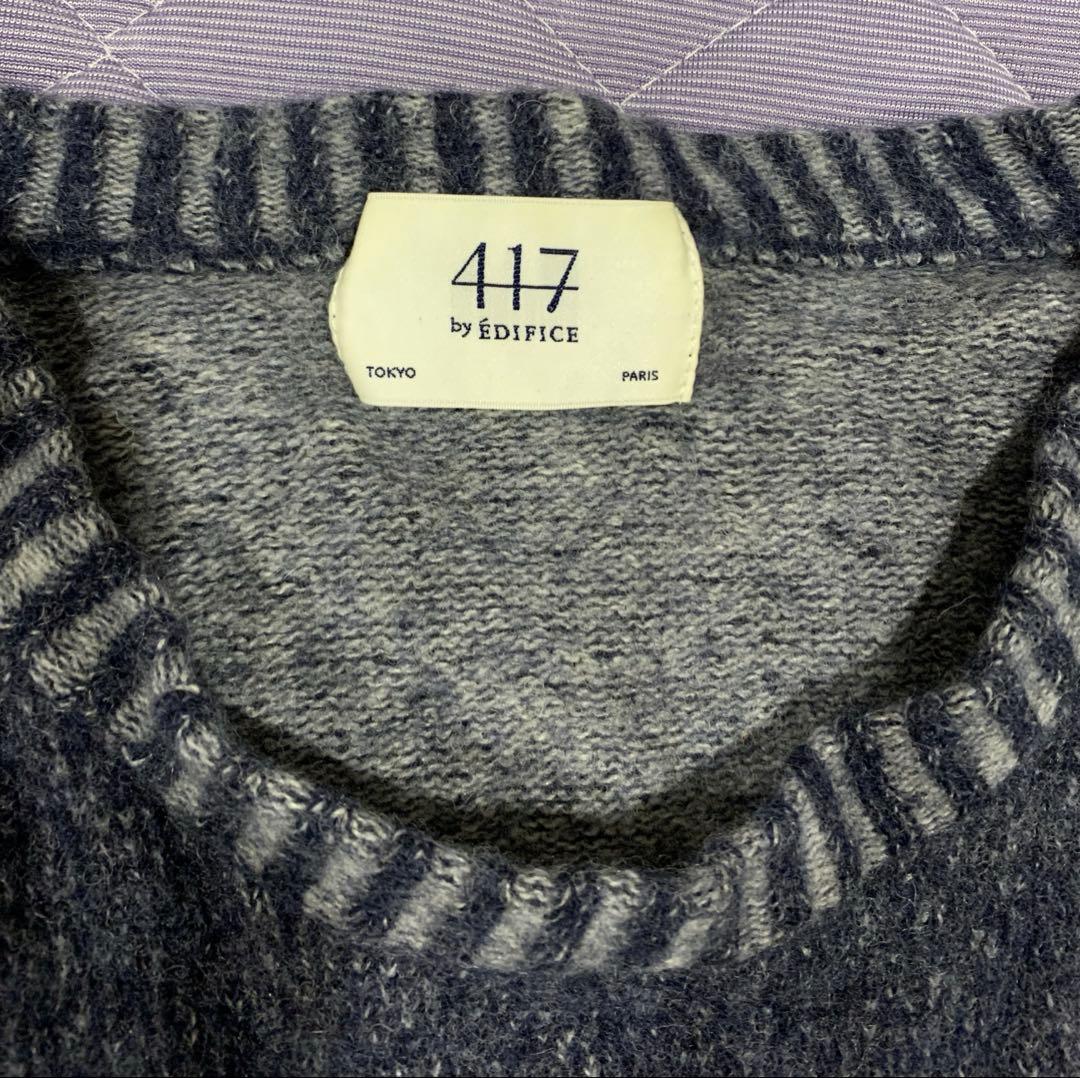 417
by ÉDIFICE
TOKYO PARIS